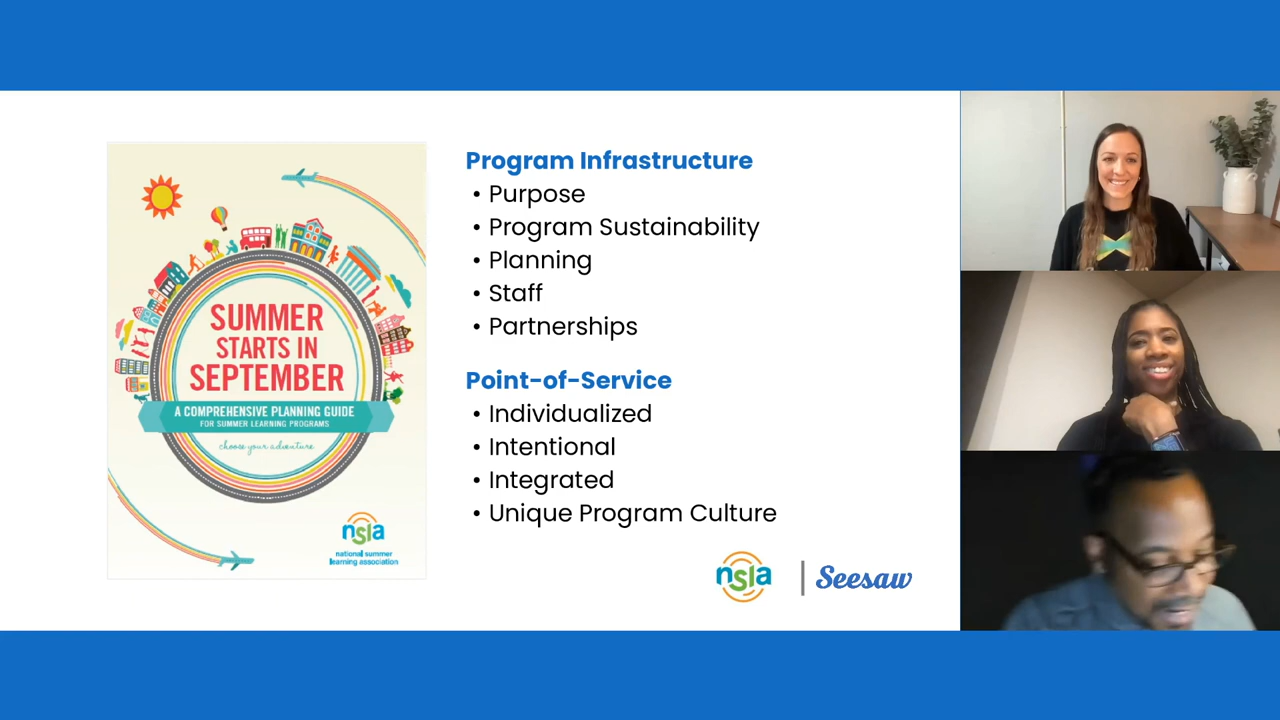 SUMMER
STARTS IN
SEPTEMBER
A COMPREHENSIVE PLANNING GUIDE
FOR SUMMER LEARNING PROGRAMS
choose your adventure
nsla
national summer
learning association
Program Infrastructure
• Purpose
• Program Sustainability
• Planning
• Staff
• Partnerships
Point-of-Service
• Individualized
• Intentional
• Integrated
• Unique Program Culture
nsla | Seesaw